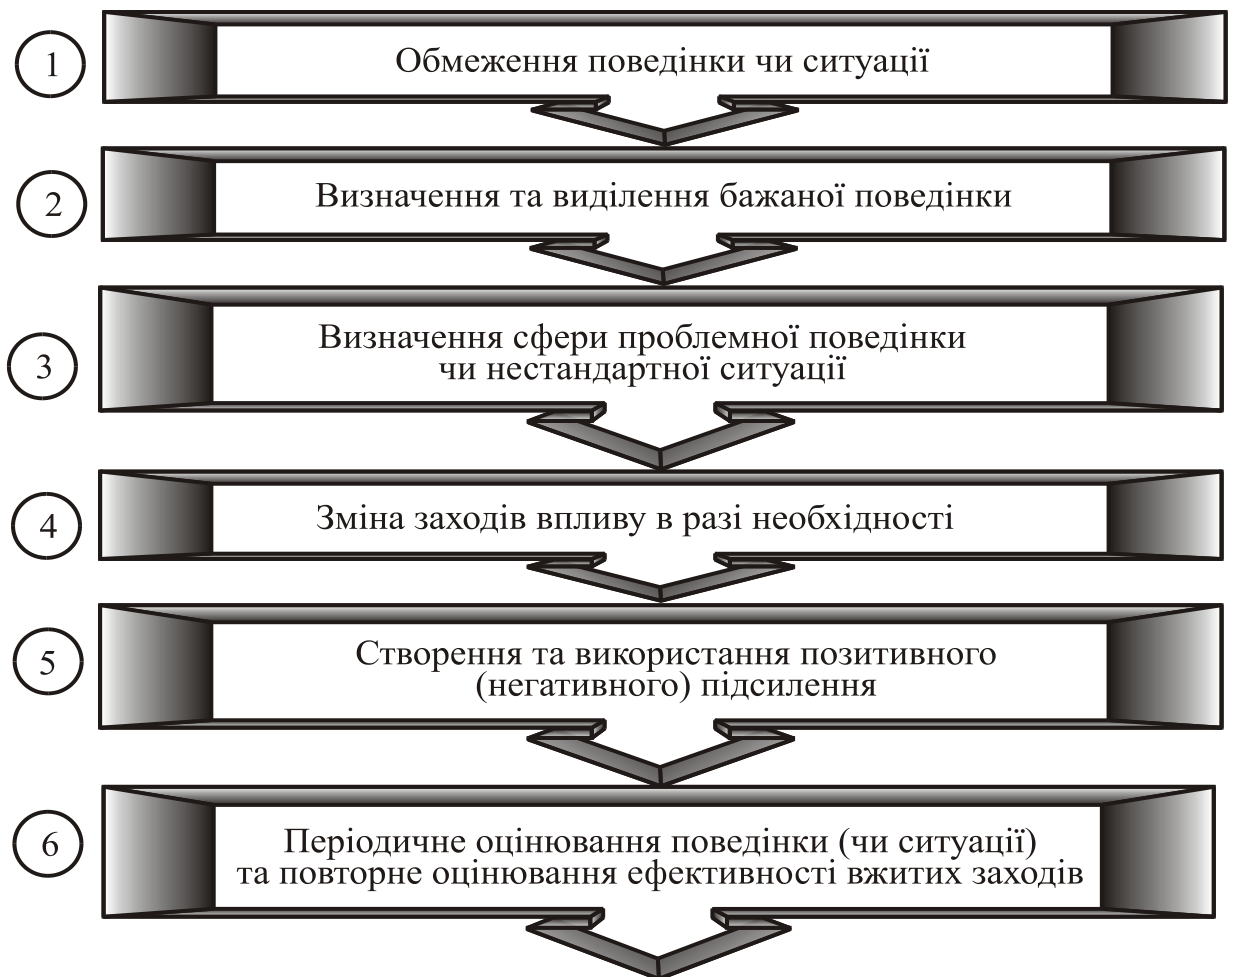 1
Обмеження поведінки чи ситуації
2
Визначення та виділення бажаної поведінки
3
Визначення сфери проблемної поведінки
чи нестандартної ситуації
4
Зміна заходів впливу в разі необхідності
5
Створення та використання позитивного
(негативного) підсилення
6
Періодичне оцінювання поведінки (чи ситуації)
та повторне оцінювання ефективності вжитих заходів